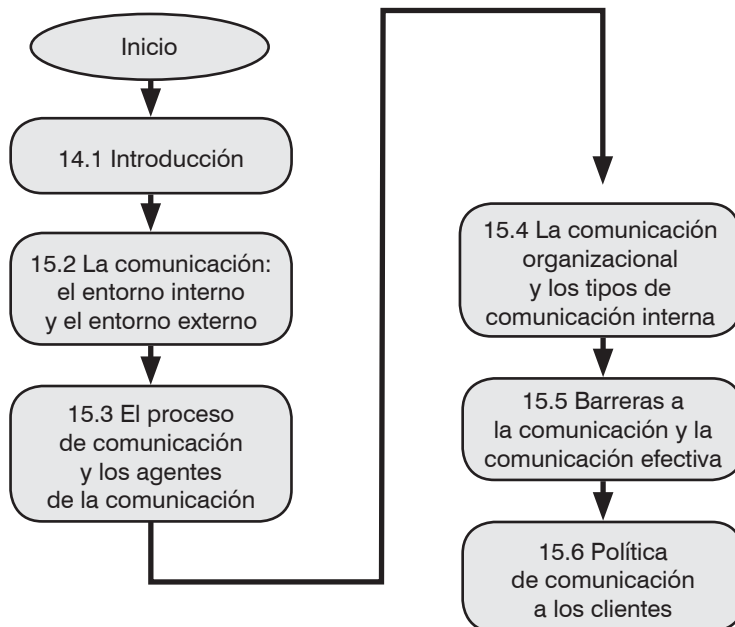 Inicio
14.1 Introducción
15.2 La comunicación:
el entorno interno
y el entorno externo
15.3 El proceso
de comunicación
y los agentes
de la comunicación
15.4 La comunicación
organizacional
y los tipos de
comunicación interna
15.5 Barreras a
la comunicación y la
comunicación efectiva
15.6 Política
de comunicación
a los clientes